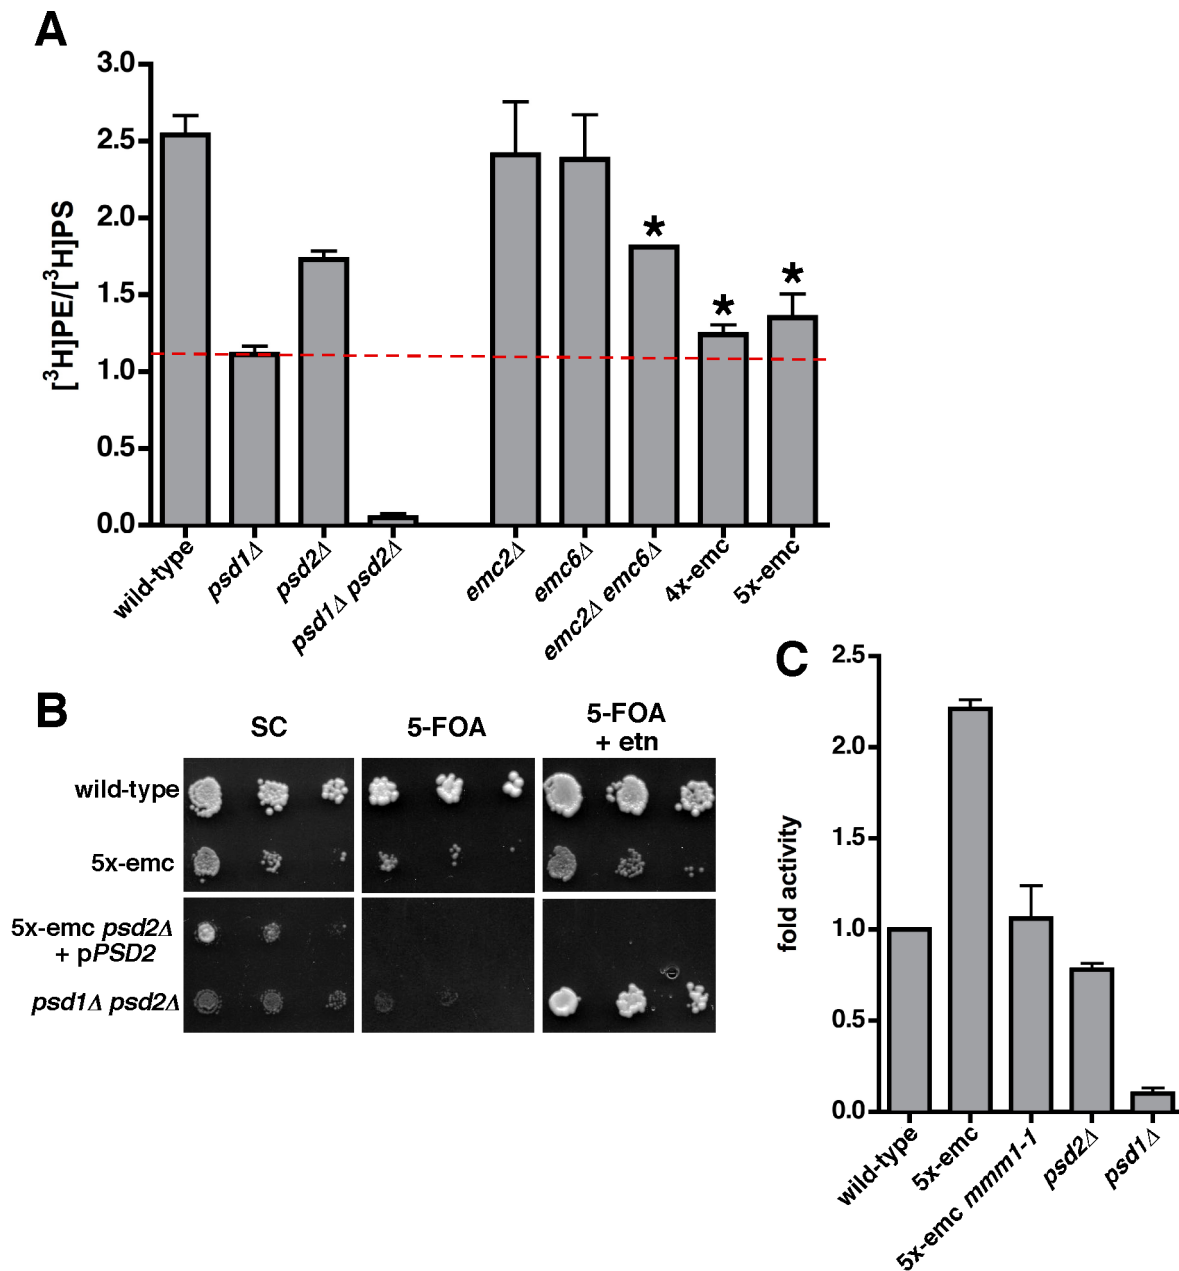 A
3.0
2.5
2.0
1.5
1.0
0.5
0.0
[³H]PE/[³H]PS
*
*
*
wild-type
psd1Δ
psd2Δ
psd1Δ psd2Δ
emc2Δ
emc6Δ
emc2Δ emc6Δ
4x-emc
5x-emc
B
SC
5-FOA
5-FOA
+ etn
wild-type
5x-emc
5x-emc psd2Δ
+ pPSD2
psd1Δ psd2Δ
C
2.5
2.0
1.5
1.0
0.5
0.0
fold activity
wild-type
5x-emc
5x-emc mmm1-1
psd2Δ
psd1Δ